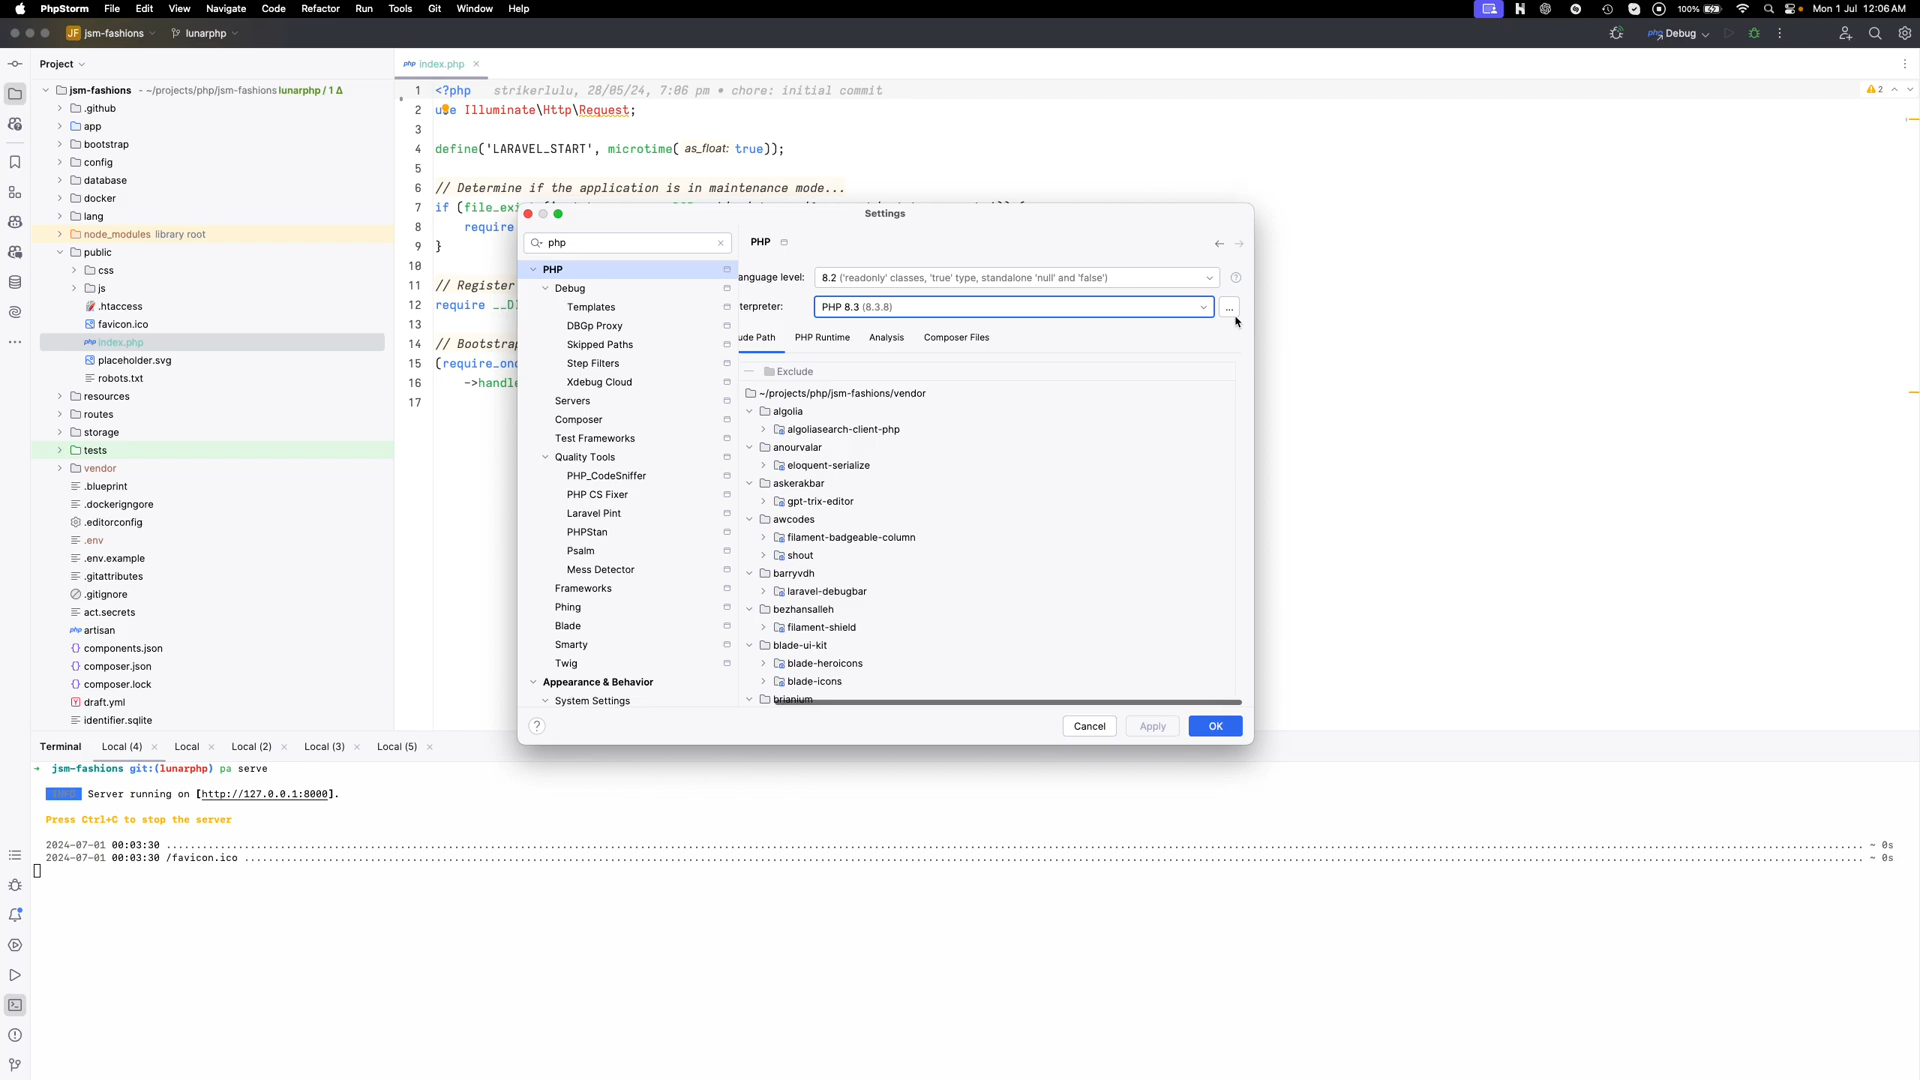 PhpStorm File Edit View Navigate Code Refactor Run Tools Git Window Help
100% Mon 1 Jul 12:06 AM
JF jsm-fashions lunarphp
php Debug
Project
php index.php
jsm-fashions - ~/projects/php/jsm-fashions lunarphp / 1 Δ
.github
app
bootstrap
config
database
docker
lang
node_modules library root
public
css
js
.htaccess
favicon.ico
php index.php
placeholder.svg
robots.txt
resources
routes
storage
tests
vendor
.blueprint
.dockerigngore
.editorconfig
.env
.env.example
.gitattributes
.gitignore
act.secrets
php artisan
components.json
composer.json
composer.lock
draft.yml
identifier.sqlite
1 <?php strikerlulu, 28/05/24, 7:06 pm • chore: initial commit
2
2 use Illuminate\Http\Request;
3
4 define('LARAVEL_START', microtime( as_float: true));
5
6 // Determine if the application is in maintenance mode...
7 if (file_exi
8 require
9 }
10
11 // Register
12 require __DI
13
14 // Bootstrap
15 (require_onc
16 ->handle
17
Settings
php
PHP
Debug
Templates
DBGp Proxy
Skipped Paths
Step Filters
Xdebug Cloud
Servers
Composer
Test Frameworks
Quality Tools
PHP_CodeSniffer
PHP CS Fixer
Laravel Pint
PHPStan
Psalm
Mess Detector
Frameworks
Phing
Blade
Smarty
Twig
Appearance & Behavior
System Settings
PHP
anguage level: 8.2 ('readonly' classes, 'true' type, standalone 'null' and 'false') ?
terpreter: PHP 8.3 (8.3.8) ...
ude Path PHP Runtime Analysis Composer Files
Exclude
~/projects/php/jsm-fashions/vendor
algolia
algoliasearch-client-php
anourvalar
eloquent-serialize
askerakbar
gpt-trix-editor
awcodes
filament-badgeable-column
shout
barryvdh
laravel-debugbar
bezhansalleh
filament-shield
blade-ui-kit
blade-heroicons
blade-icons
brianium
? Cancel Apply OK
Terminal Local (4) Local Local (2) Local (3) Local (5)
→ jsm-fashions git:(lunarphp) pa serve
INFO Server running on [http://127.0.0.1:8000].
Press Ctrl+C to stop the server
2024-07-01 00:03:30 ~ 0s
2024-07-01 00:03:30 /favicon.ico ~ 0s